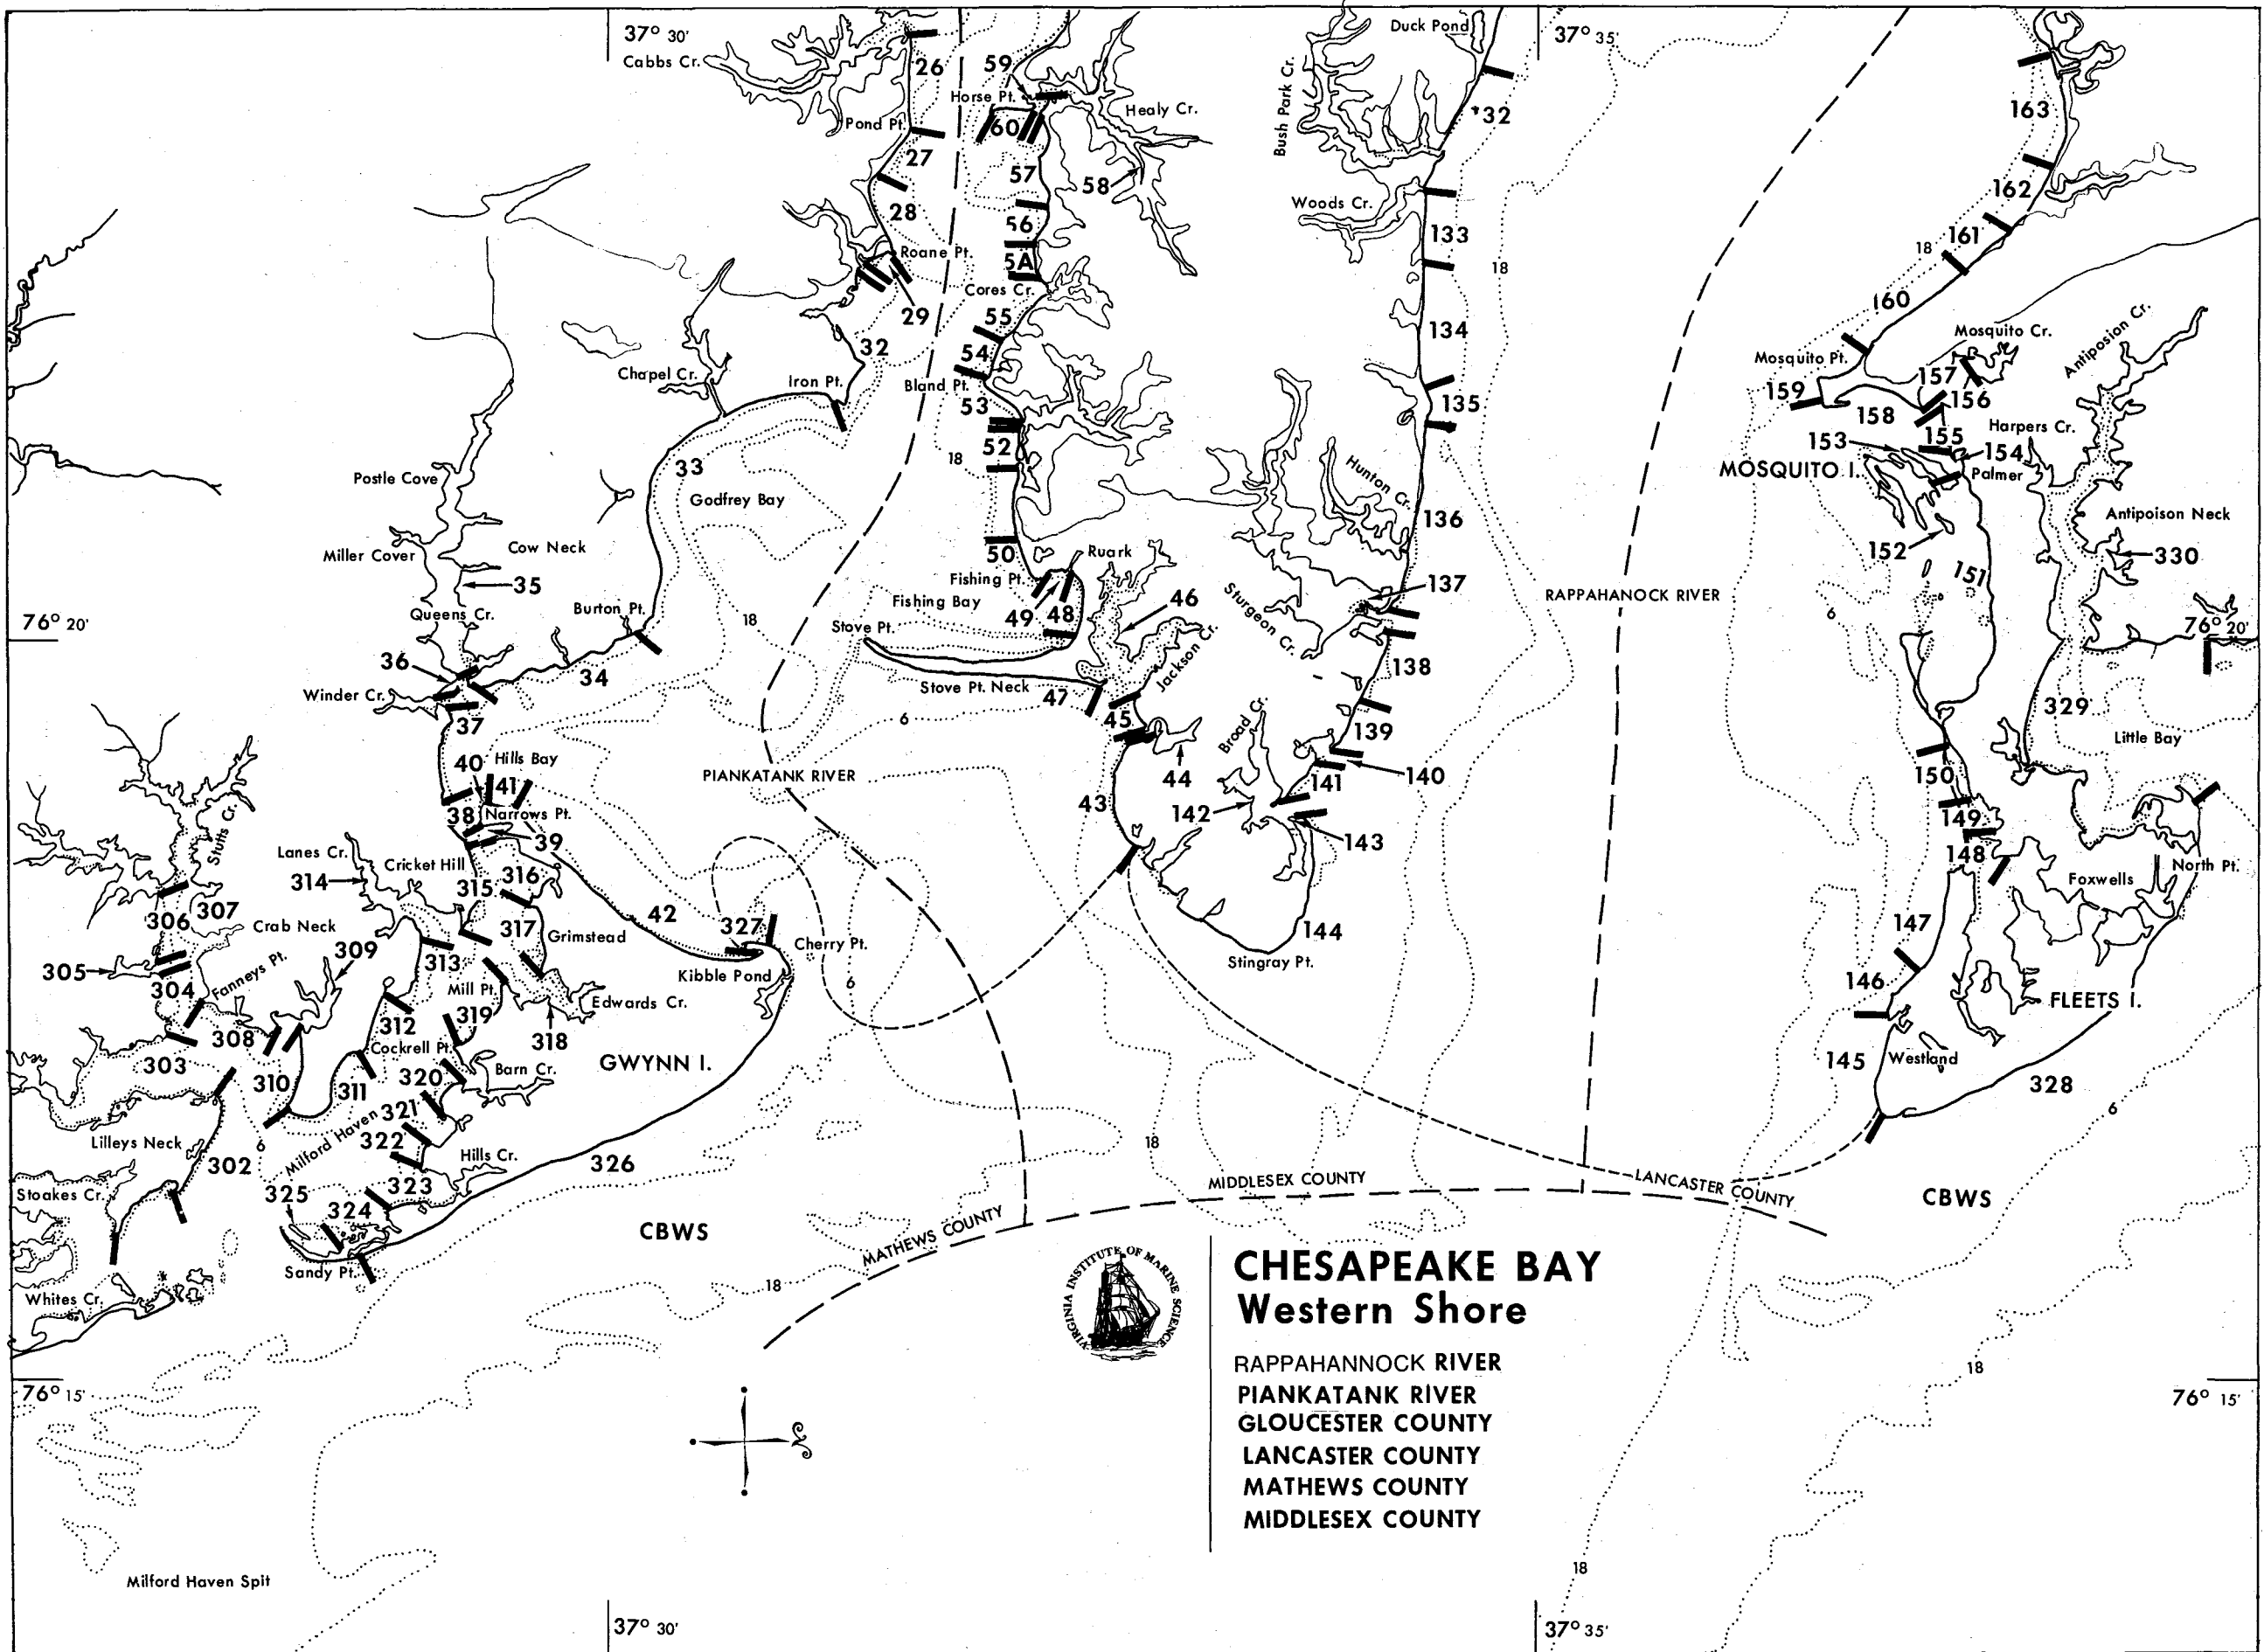 37° 30'
37° 35'
Duck Pond
Cabbs Cr.
26
59
Horse Pt.
Healy Cr.
Bush Park Cr.
132
163
Pond Pt.
60
27
57
58
162
28
56
Woods Cr.
133
161
18
Roane Pt.
5A
18
Cores Cr.
160
29
55
134
Antiposion Cr.
Mosquito Cr.
32
54
Mosquito Pt.
Chapel Cr.
Iron Pt.
Bland Pt.
157
53
135
159
156
158
Harpers Cr.
52
153
155
154
18
33
MOSQUITO I.
Palmer
Postle Cove
Godfrey Bay
Hunton Cr.
136
Antipoison Neck
Miller Cover
Cow Neck
50
Ruark
152
330
35
Fishing Pt.
151
137
Fishing Bay
46
RAPPAHANOCK RIVER
Queens Cr.
Burton Pt.
49
48
Sturgeon Cr.
6
76° 20'
18
Stove Pt.
76° 20'
36
Jackson Cr.
138
Winder Cr.
34
Stove Pt. Neck
47
37
6
45
Broad Cr.
139
329
Little Bay
40
Hills Bay
PIANKATANK RIVER
44
140
150
41
141
43
142
38
Narrows Pt.
149
Stutts Cr.
39
143
Lanes Cr.
Cricket Hill
148
314
316
315
Foxwells
North Pt.
306
307
42
327
147
Crab Neck
317
Grimstead
144
309
Cherry Pt.
305
313
Stingray Pt.
304
Fanneys Pt.
Kibble Pond
146
Mill Pt.
6
Edwards Cr.
FLEETS I.
312
319
308
318
Cockrell Pt.
303
GWYNN I.
145
Westland
310
311
320
Barn Cr.
328
321
6
Lilleys Neck
6
Milford Haven
322
18
302
Hills Cr.
326
Stoakes Cr.
325
323
MIDDLESEX COUNTY
LANCASTER COUNTY
CBWS
324
CBWS
MATHEWS COUNTY
Sandy Pt.
18
Whites Cr.
VIRGINIA INSTITUTE OF MARINE SCIENCE
CHESAPEAKE BAY
Western Shore
RAPPAHANNOCK RIVER
PIANKATANK RIVER
GLOUCESTER COUNTY
LANCASTER COUNTY
MATHEWS COUNTY
MIDDLESEX COUNTY
18
76° 15'
76° 15'
18
Milford Haven Spit
37° 30'
37° 35'